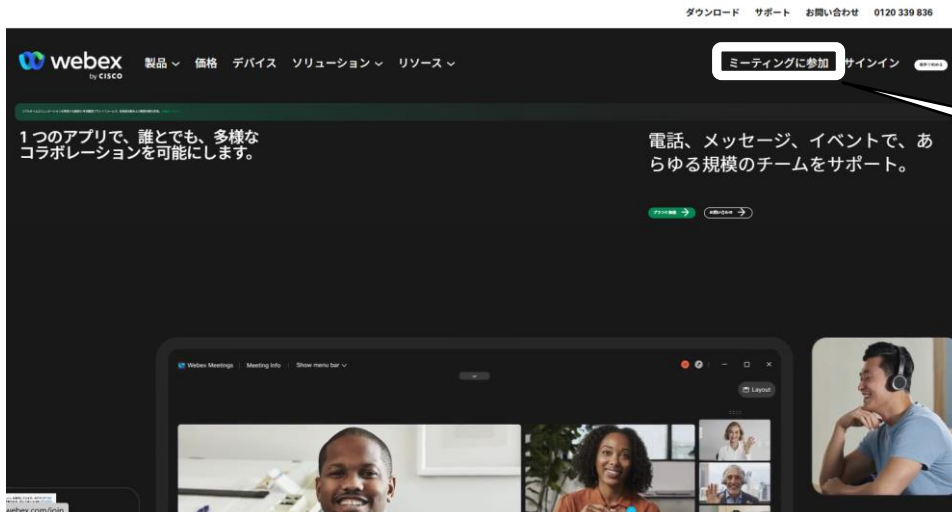 ダウンロード サポート お問い合わせ 0120 339 836
webex 製品 価格 デバイス ソリューション リソース ミーティングに参加 サインイン
by CISCO
1つのアプリで、誰とでも、多様な
コラボレーションを可能にします。
電話、メッセージ、イベントで、あ
らゆる規模のチームをサポート。
Webex Meetings Meeting Info Show menu bar
Layout
webex.com/join